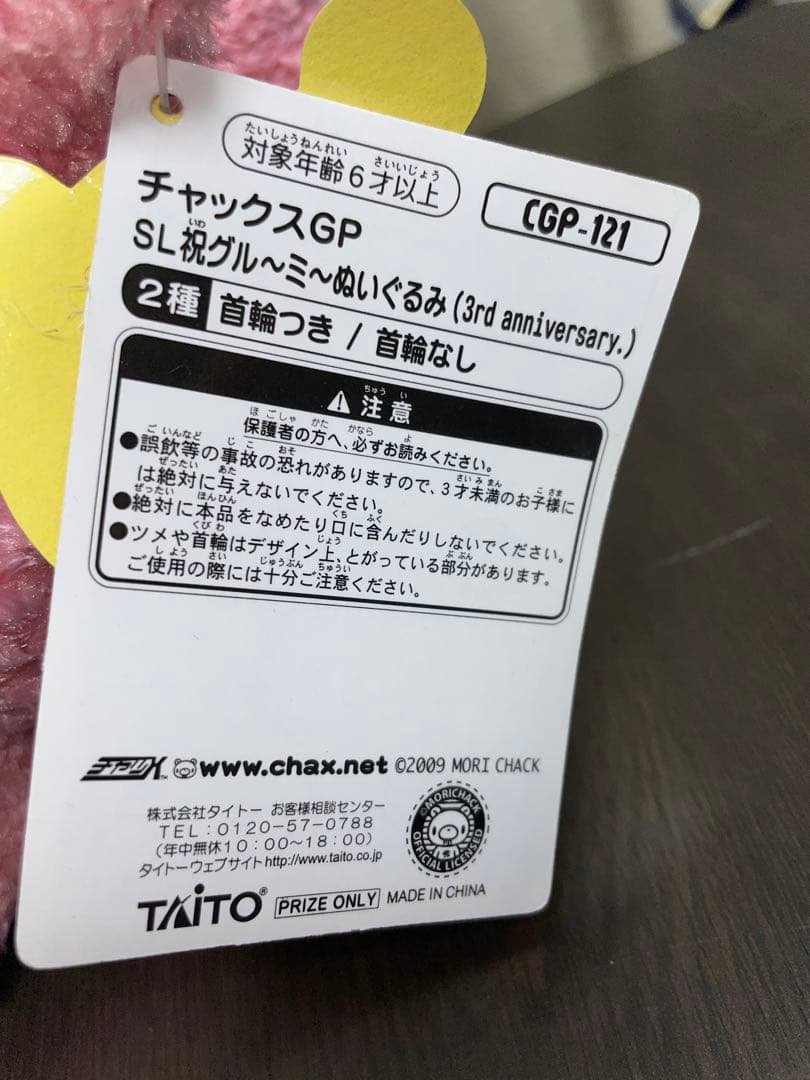 対象年齢6才以上
たいしょうねんれい さいいじょう
CGP-121
チャックスGP
SL祝グル〜ミ〜ぬいぐるみ(3rd anniversary.)
いわ
2種 首輪つき / 首輪なし
⚠注意
ちゅうい
保護者の方へ、必ずお読みください。
ほごしゃ かた かなら よ
●誤飲等の事故の恐れがありますので、3才未満のお子様に
ごいんなど じこ おそ さいみまん こさま
は絶対に与えないでください。
ぜったい あた
●絶対に本品をなめたり口に含んだりしないでください。
ぜったい ほんひん くち ふく
●ツメや首輪はデザイン上、とがっている部分があります。
くびわ じょう ぶぶん
ご使用の際には十分ご注意ください。
しよう さい じゅうぶん ちゅうい
チャックス™ www.chax.net ©2009 MORI CHACK
株式会社タイトー お客様相談センター
TEL:0120-57-0788
(年中無休10:00〜18:00)
タイトーウェブサイトhttp://www.taito.co.jp
©MORICHACK
OFFICIAL LICENSED
TAITO® PRIZE ONLY MADE IN CHINA